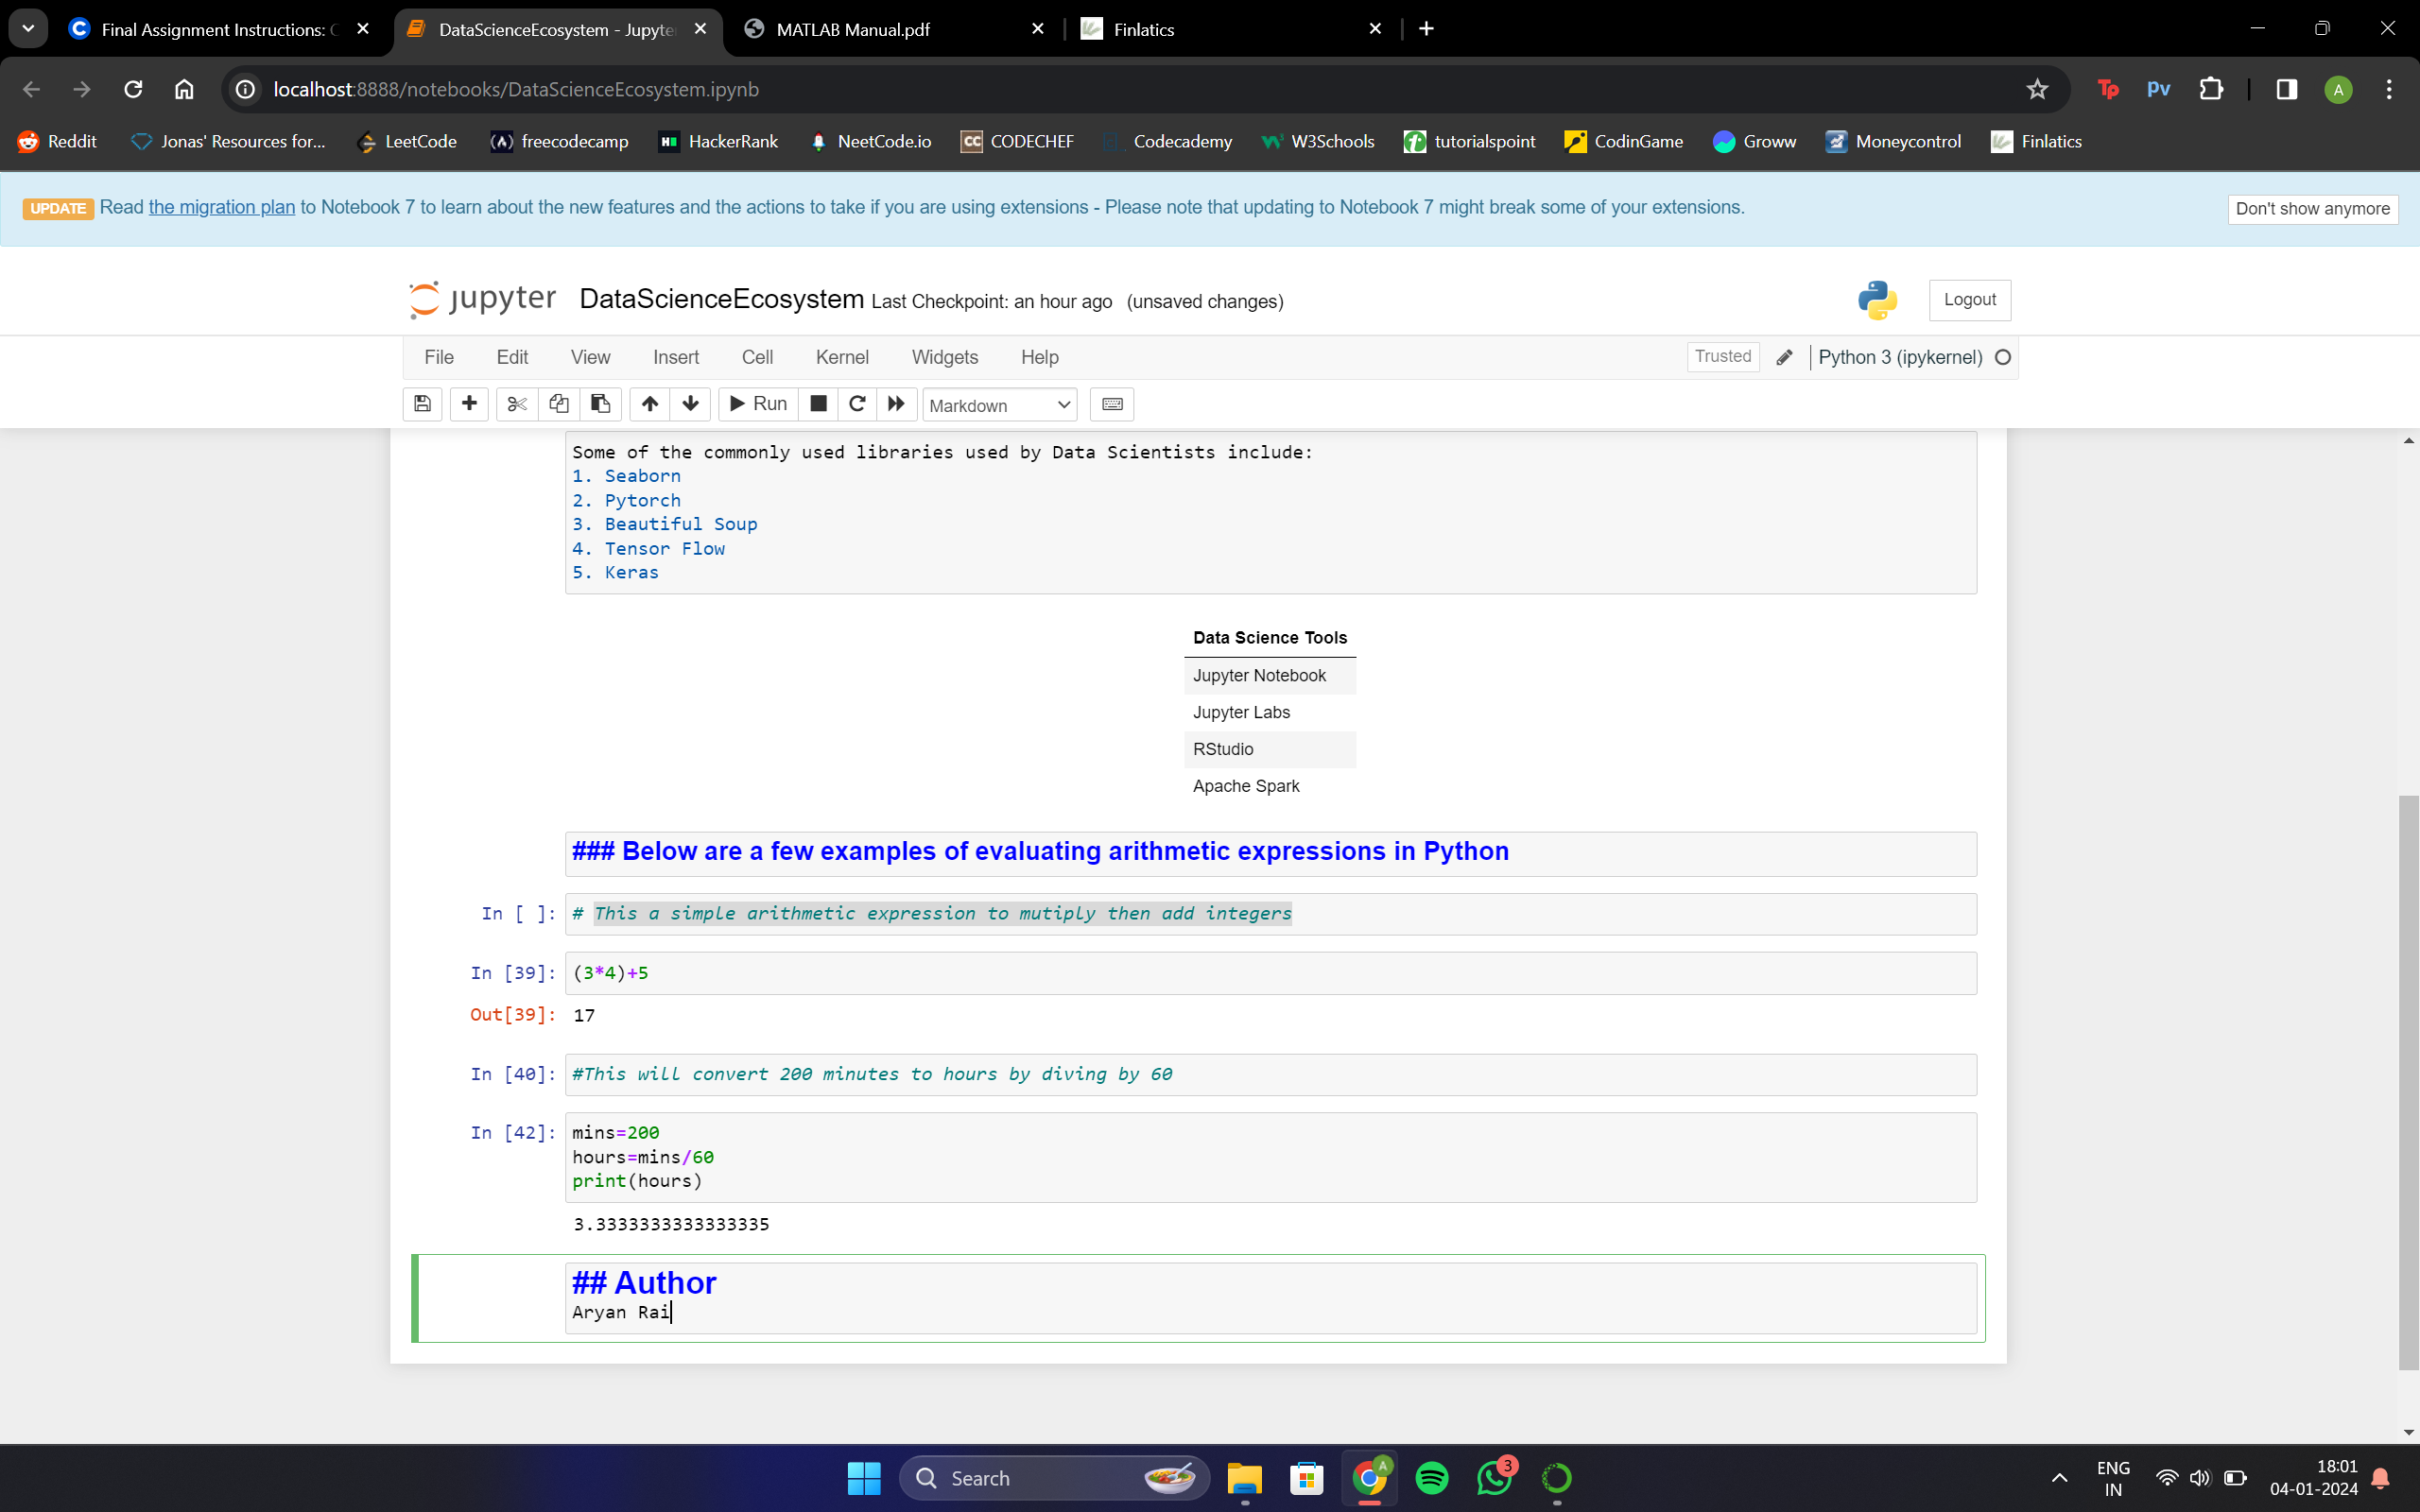 Final Assignment Instructions: C
DataScienceEcosystem - Jupyte
MATLAB Manual.pdf
Finlatics
localhost:8888/notebooks/DataScienceEcosystem.ipynb
Tp
pv
A
Reddit
Jonas' Resources for...
LeetCode
freecodecamp
HackerRank
NeetCode.io
CC CODECHEF
Codecademy
W3Schools
tutorialspoint
CodinGame
Groww
Moneycontrol
Finlatics
UPDATE Read the migration plan to Notebook 7 to learn about the new features and the actions to take if you are using extensions - Please note that updating to Notebook 7 might break some of your extensions.
Don't show anymore
jupyter DataScienceEcosystem Last Checkpoint: an hour ago (unsaved changes)
Logout
File Edit View Insert Cell Kernel Widgets Help
Trusted
Python 3 (ipykernel)
Run
Markdown
Some of the commonly used libraries used by Data Scientists include:
1. Seaborn
2. Pytorch
3. Beautiful Soup
4. Tensor Flow
5. Keras
Data Science Tools
Jupyter Notebook
Jupyter Labs
RStudio
Apache Spark
### Below are a few examples of evaluating arithmetic expressions in Python
In [ ]: # This a simple arithmetic expression to mutiply then add integers
In [39]: (3*4)+5
Out[39]: 17
In [40]: #This will convert 200 minutes to hours by diving by 60
In [42]: mins=200
hours=mins/60
print(hours)
3.3333333333333335
## Author
Aryan Rai
Search
A
3
ENG
IN
18:01
04-01-2024